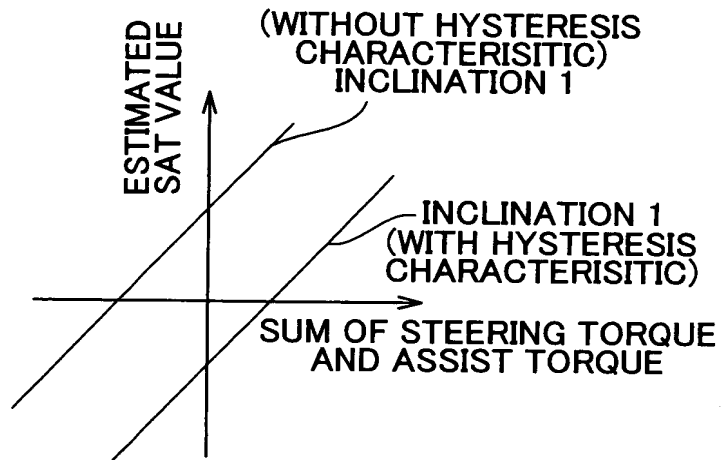 (WITHOUT HYSTERESIS
CHARACTERISITIC)
INCLINATION 1
ESTIMATED
SAT VALUE
INCLINATION 1
(WITH HYSTERESIS
CHARACTERISITIC)
SUM OF STEERING TORQUE
AND ASSIST TORQUE